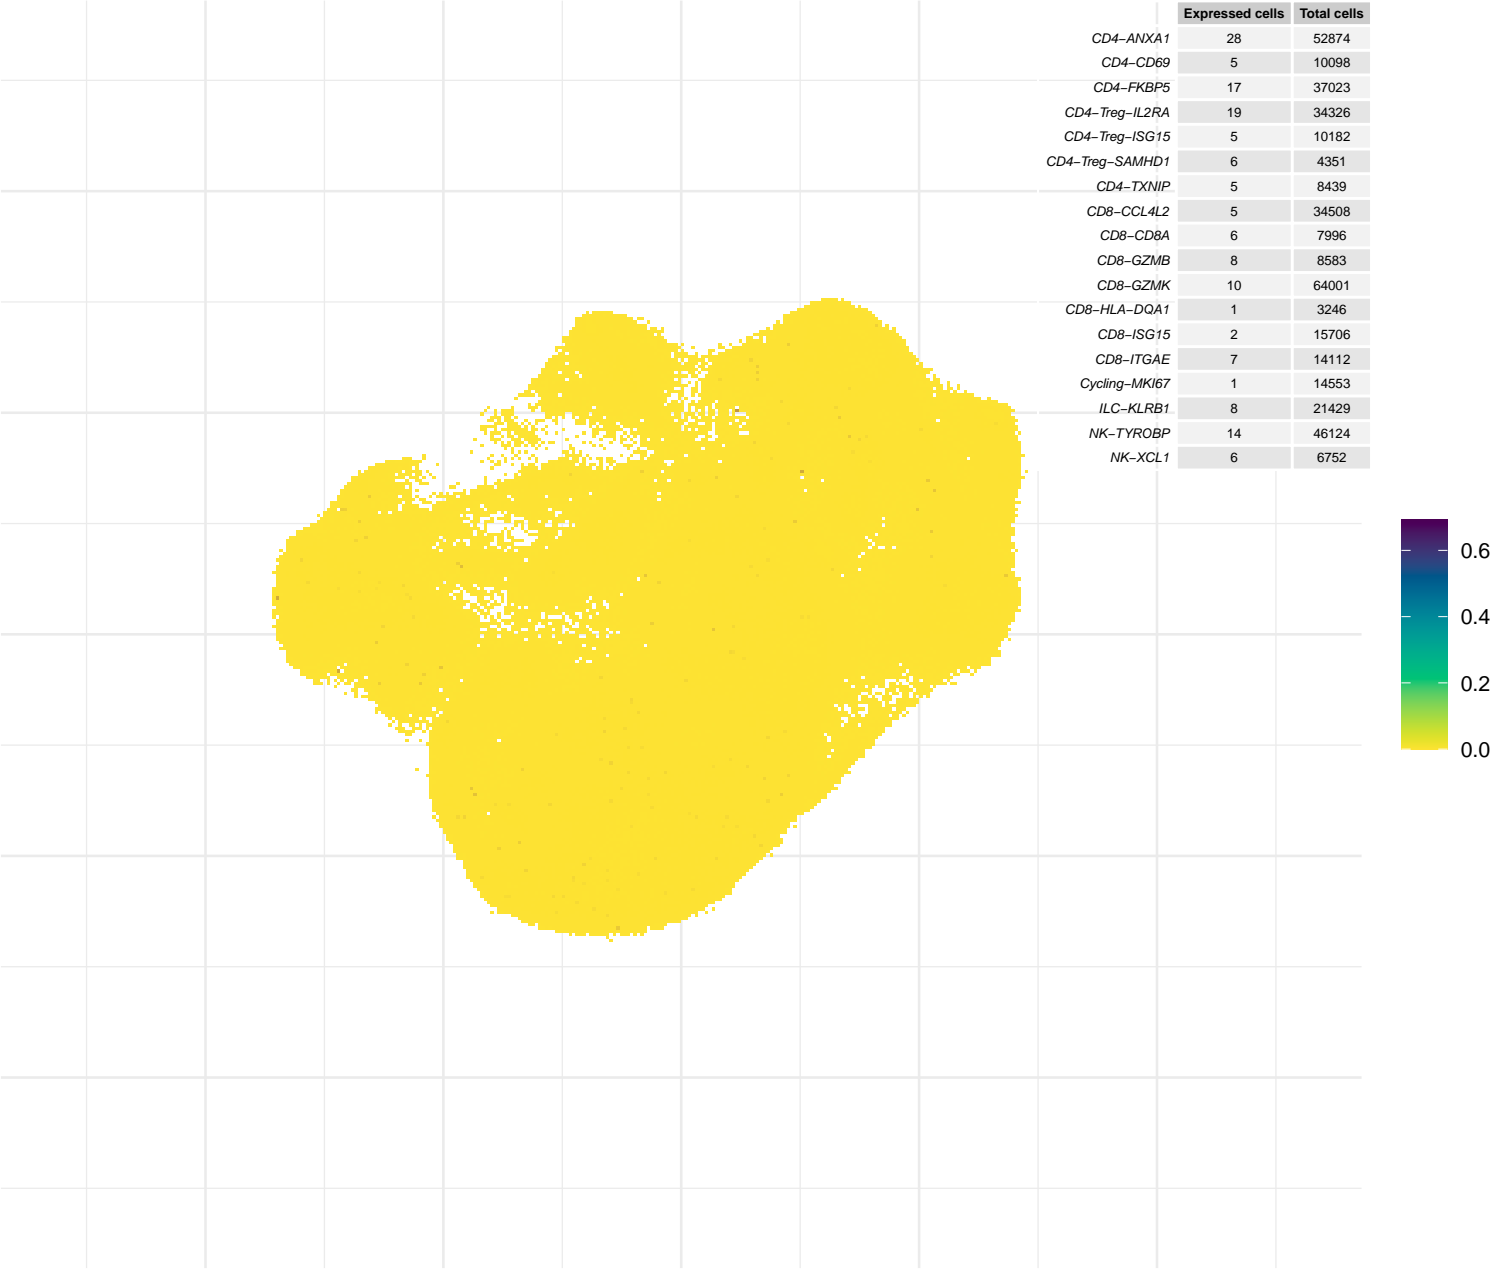 Expressed cells Total cells
CD4−ANXA1 28 52874
CD4−CD69 5 10098
CD4−FKBP5 17 37023
CD4−Treg−IL2RA 19 34326
CD4−Treg−ISG15 5 10182
CD4−Treg−SAMHD1 6 4351
CD4−TXNIP 5 8439
CD8−CCL4L2 5 34508
CD8−CD8A 6 7996
CD8−GZMB 8 8583
CD8−GZMK 10 64001
CD8−HLA−DQA1 1 3246
CD8−ISG15 2 15706
CD8−ITGAE 7 14112
Cycling−MKI67 1 14553
ILC−KLRB1 8 21429
NK−TYROBP 14 46124
NK−XCL1 6 6752
0.6
0.4
0.2
0.0